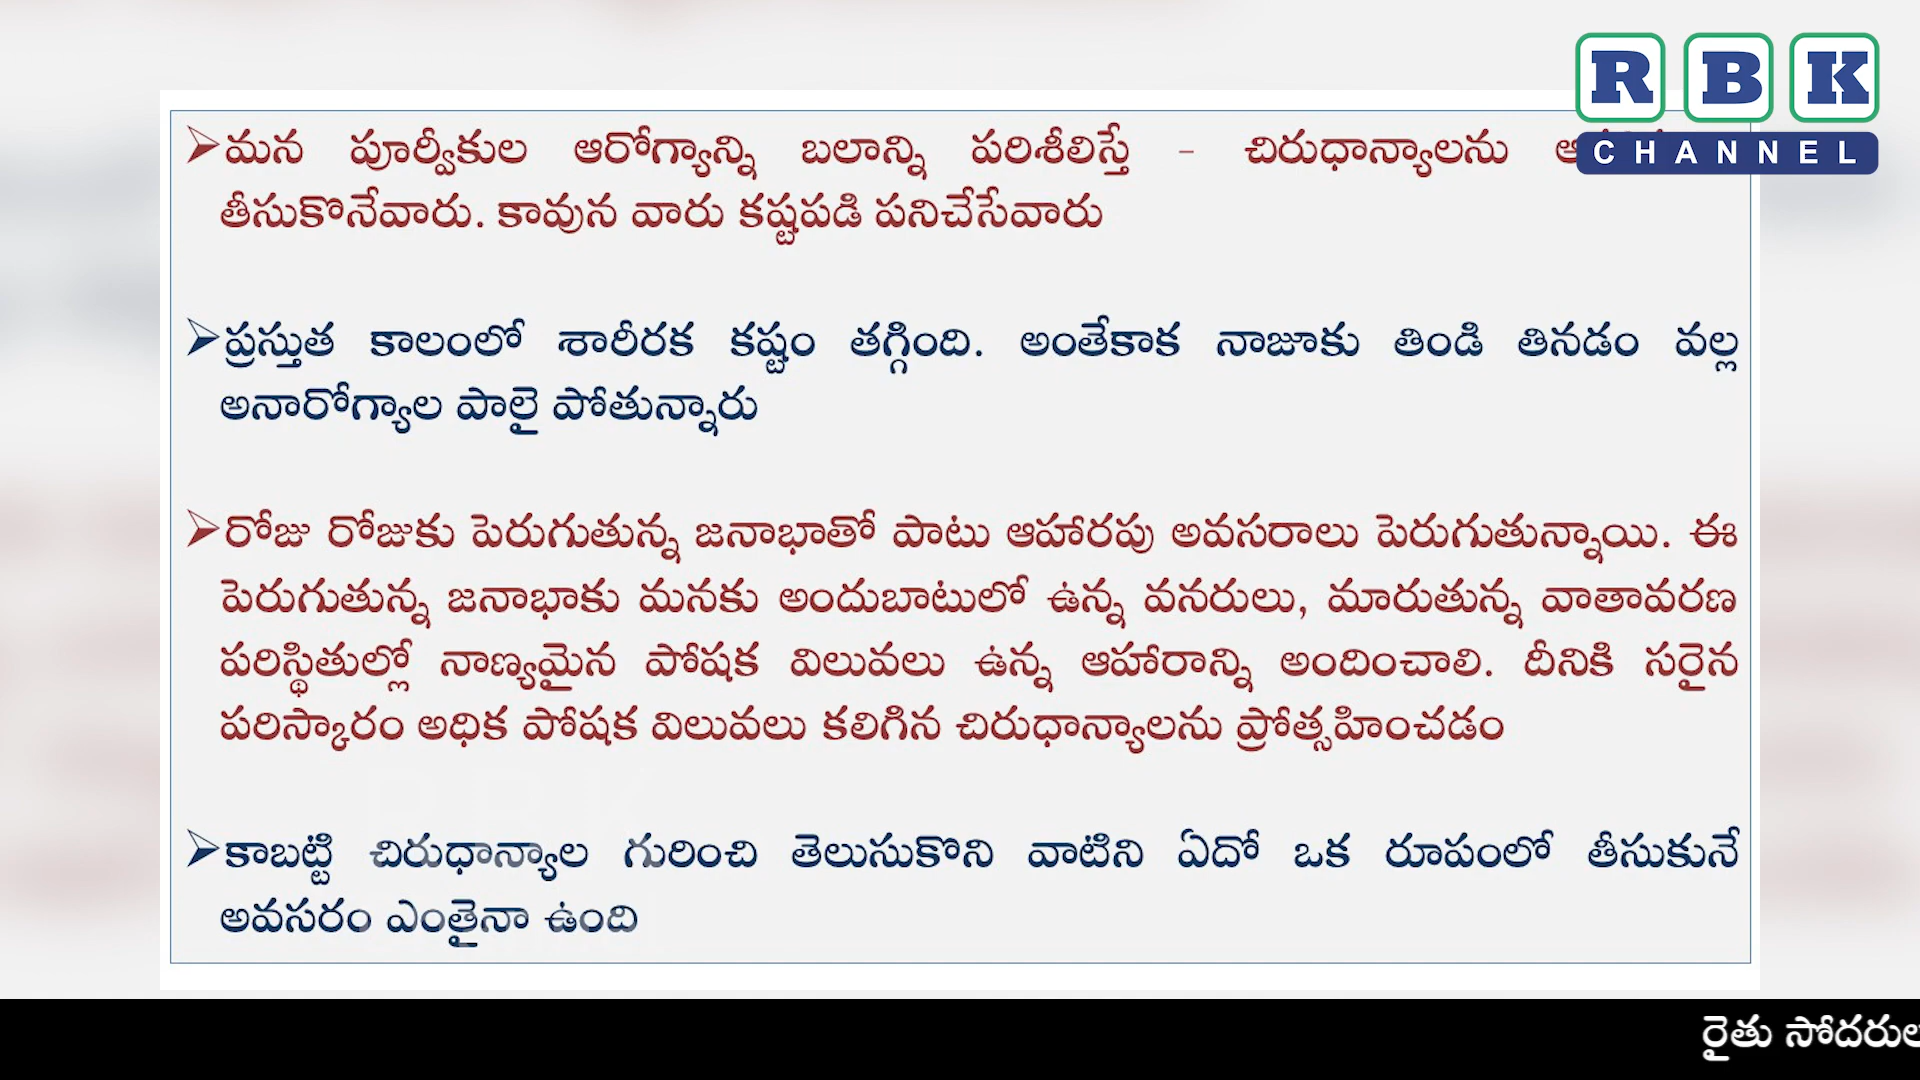 RBK
CHANNEL
➢మన పూర్వీకుల ఆరోగ్యాన్ని బలాన్ని పరిశీలిస్తే - చిరుధాన్యాలను
తీసుకొనేవారు. కావున వారు కష్టపడి పనిచేసేవారు
➢ప్రస్తుత కాలంలో శారీరక కష్టం తగ్గింది. అంతేకాక నాజూకు తిండి తినడం వల్ల
అనారోగ్యాల పాలై పోతున్నారు
➢రోజు రోజుకు పెరుగుతున్న జనాభాతో పాటు ఆహారపు అవసరాలు పెరుగుతున్నాయి. ఈ
పెరుగుతున్న జనాభాకు మనకు అందుబాటులో ఉన్న వనరులు, మారుతున్న వాతావరణ
పరిస్థితుల్లో నాణ్యమైన పోషక విలువలు ఉన్న ఆహారాన్ని అందించాలి. దీనికి సరైన
పరిస్కారం అధిక పోషక విలువలు కలిగిన చిరుధాన్యాలను ప్రోత్సహించడం
➢కాబట్టి చిరుధాన్యాల గురించి తెలుసుకొని వాటిని ఏదో ఒక రూపంలో తీసుకునే
అవసరం ఎంతైనా ఉంది
రైతు